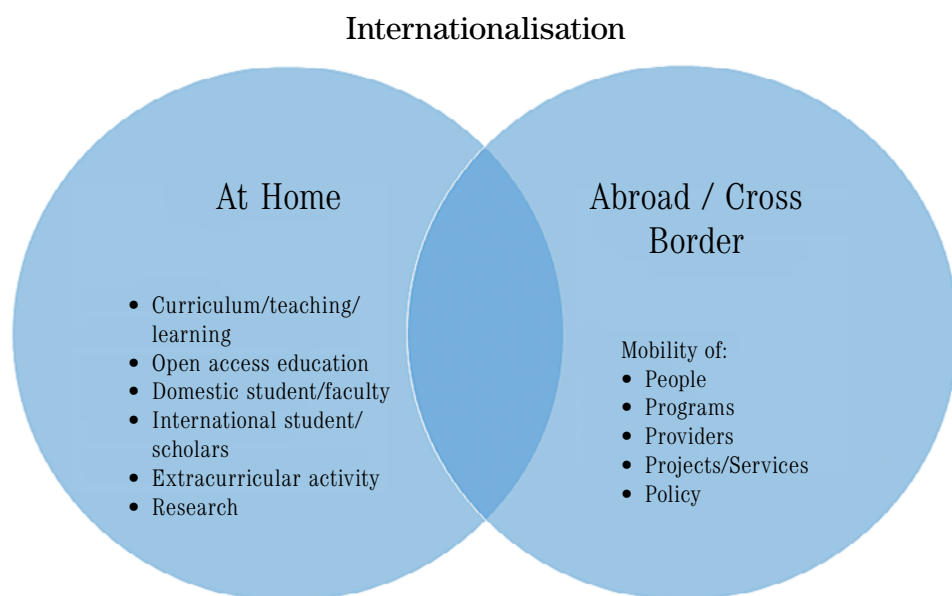 Internationalisation
At Home
• Curriculum/teaching/
learning
• Open access education
• Domestic student/faculty
• International student/
scholars
• Extracurricular activity
• Research
Abroad / Cross
Border
Mobility of:
• People
• Programs
• Providers
• Projects/Services
• Policy